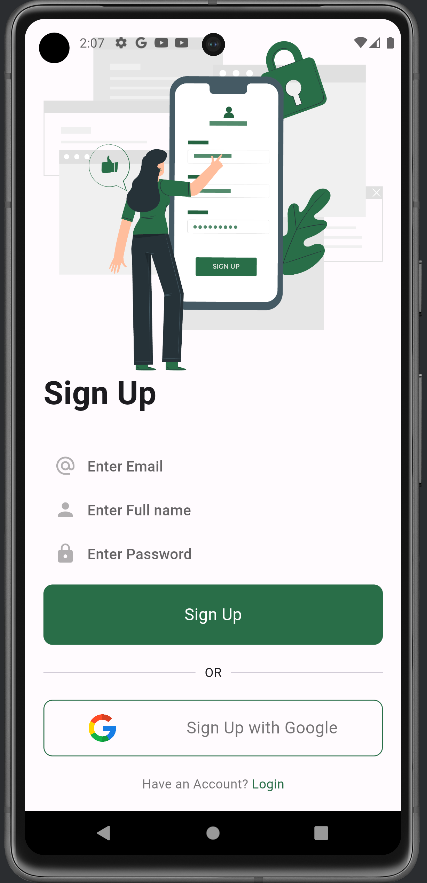 2:07
SIGN UP
Sign Up
Enter Email
Enter Full name
Enter Password
Sign Up
OR
Sign Up with Google
Have an Account? Login